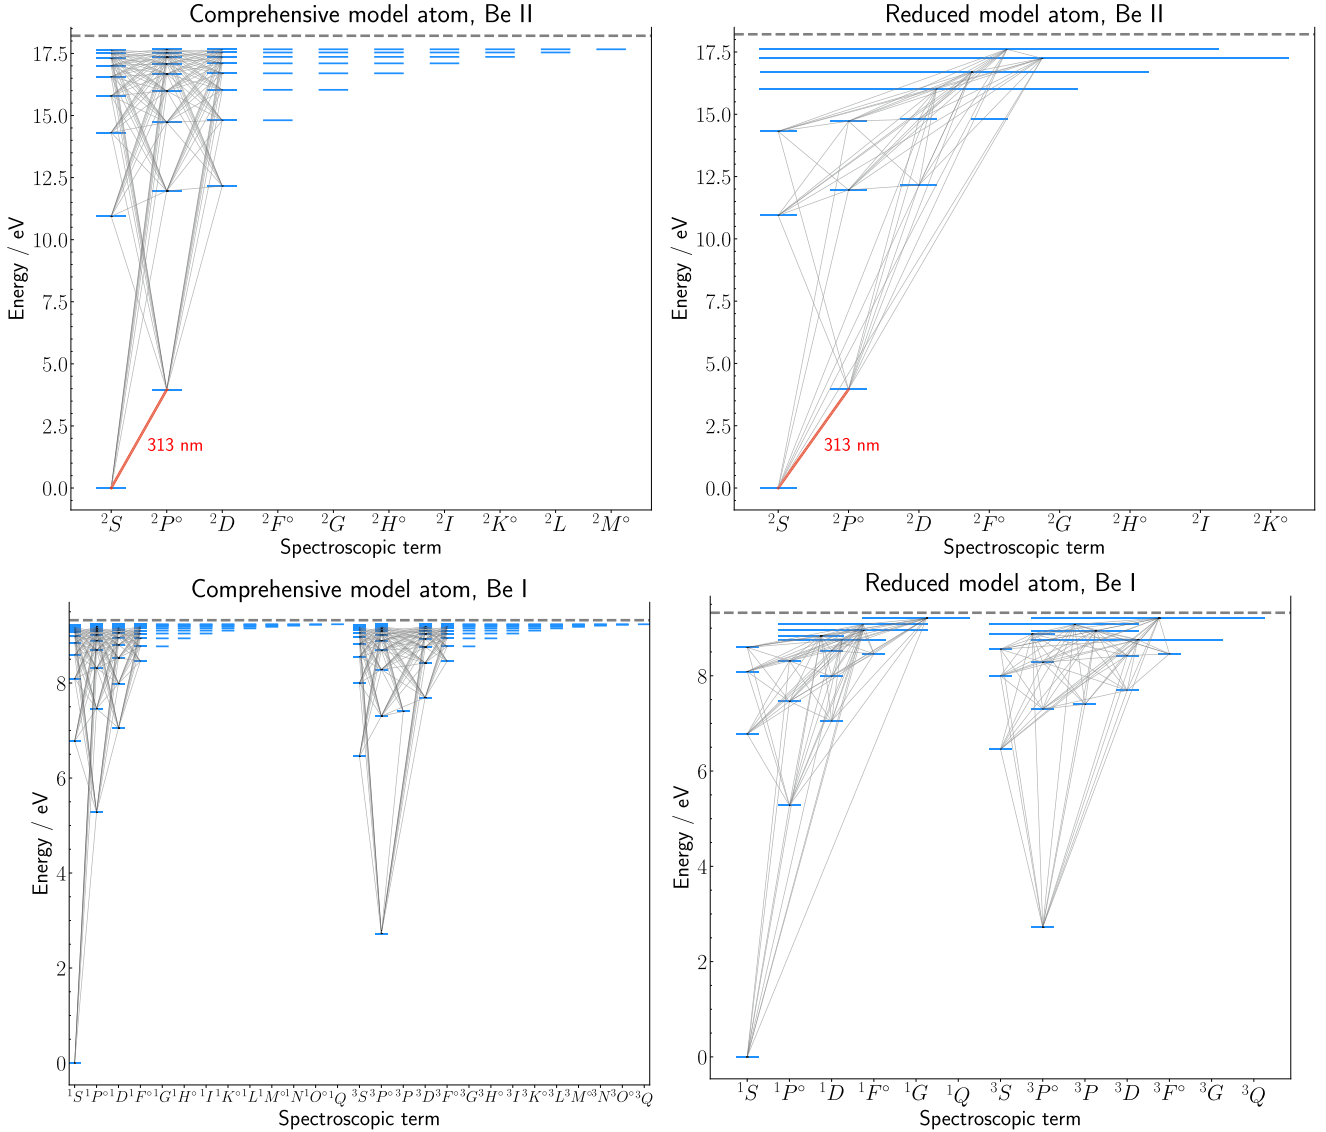 Comprehensive model atom, Be II
Energy / eV
17.5
15.0
12.5
10.0
7.5
5.0
2.5
0.0
313 nm
²S ²P° ²D ²F° ²G ²H° ²I ²K° ²L ²M°
Spectroscopic term
Reduced model atom, Be II
Energy / eV
17.5
15.0
12.5
10.0
7.5
5.0
2.5
0.0
313 nm
²S ²P° ²D ²F° ²G ²H° ²I ²K°
Spectroscopic term
Comprehensive model atom, Be I
Energy / eV
8
6
4
2
0
¹S ¹P° ¹D ¹F° ¹G ¹H° ¹I ¹K° ¹L ¹M° ¹N ¹O° ¹Q ³S ³P° ³P ³D ³F° ³G ³H° ³I ³K° ³L ³M° ³N ³O° ³Q
Spectroscopic term
Reduced model atom, Be I
Energy / eV
8
6
4
2
0
¹S ¹P° ¹D ¹F° ¹G ¹Q ³S ³P° ³P ³D ³F° ³G ³Q
Spectroscopic term